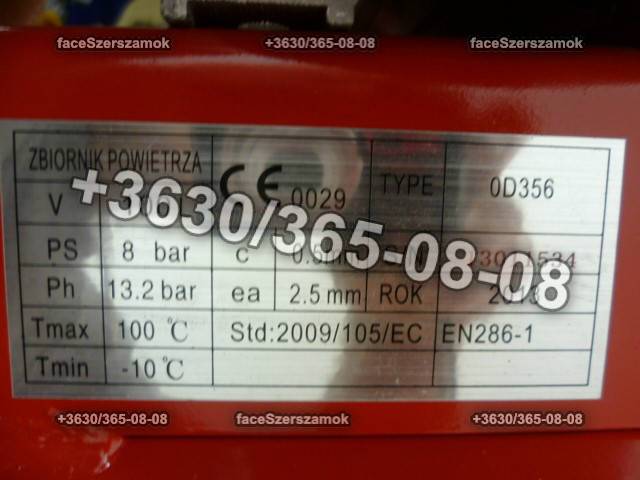 faceSzerszamok +3630/365-08-08 faceSzerszamok
ZBIORNIK POWIETRZA CE 0029 TYPE 0D356
V
+3630/365-08-08
PS 8 bar c S/N
Ph 13.2 bar ea 2.5 mm ROK 2013
Tmax 100 ℃ Std:2009/105/EC EN286-1
Tmin -10℃
+3630/365-08-08 faceSzerszamok +3630/365-08-08